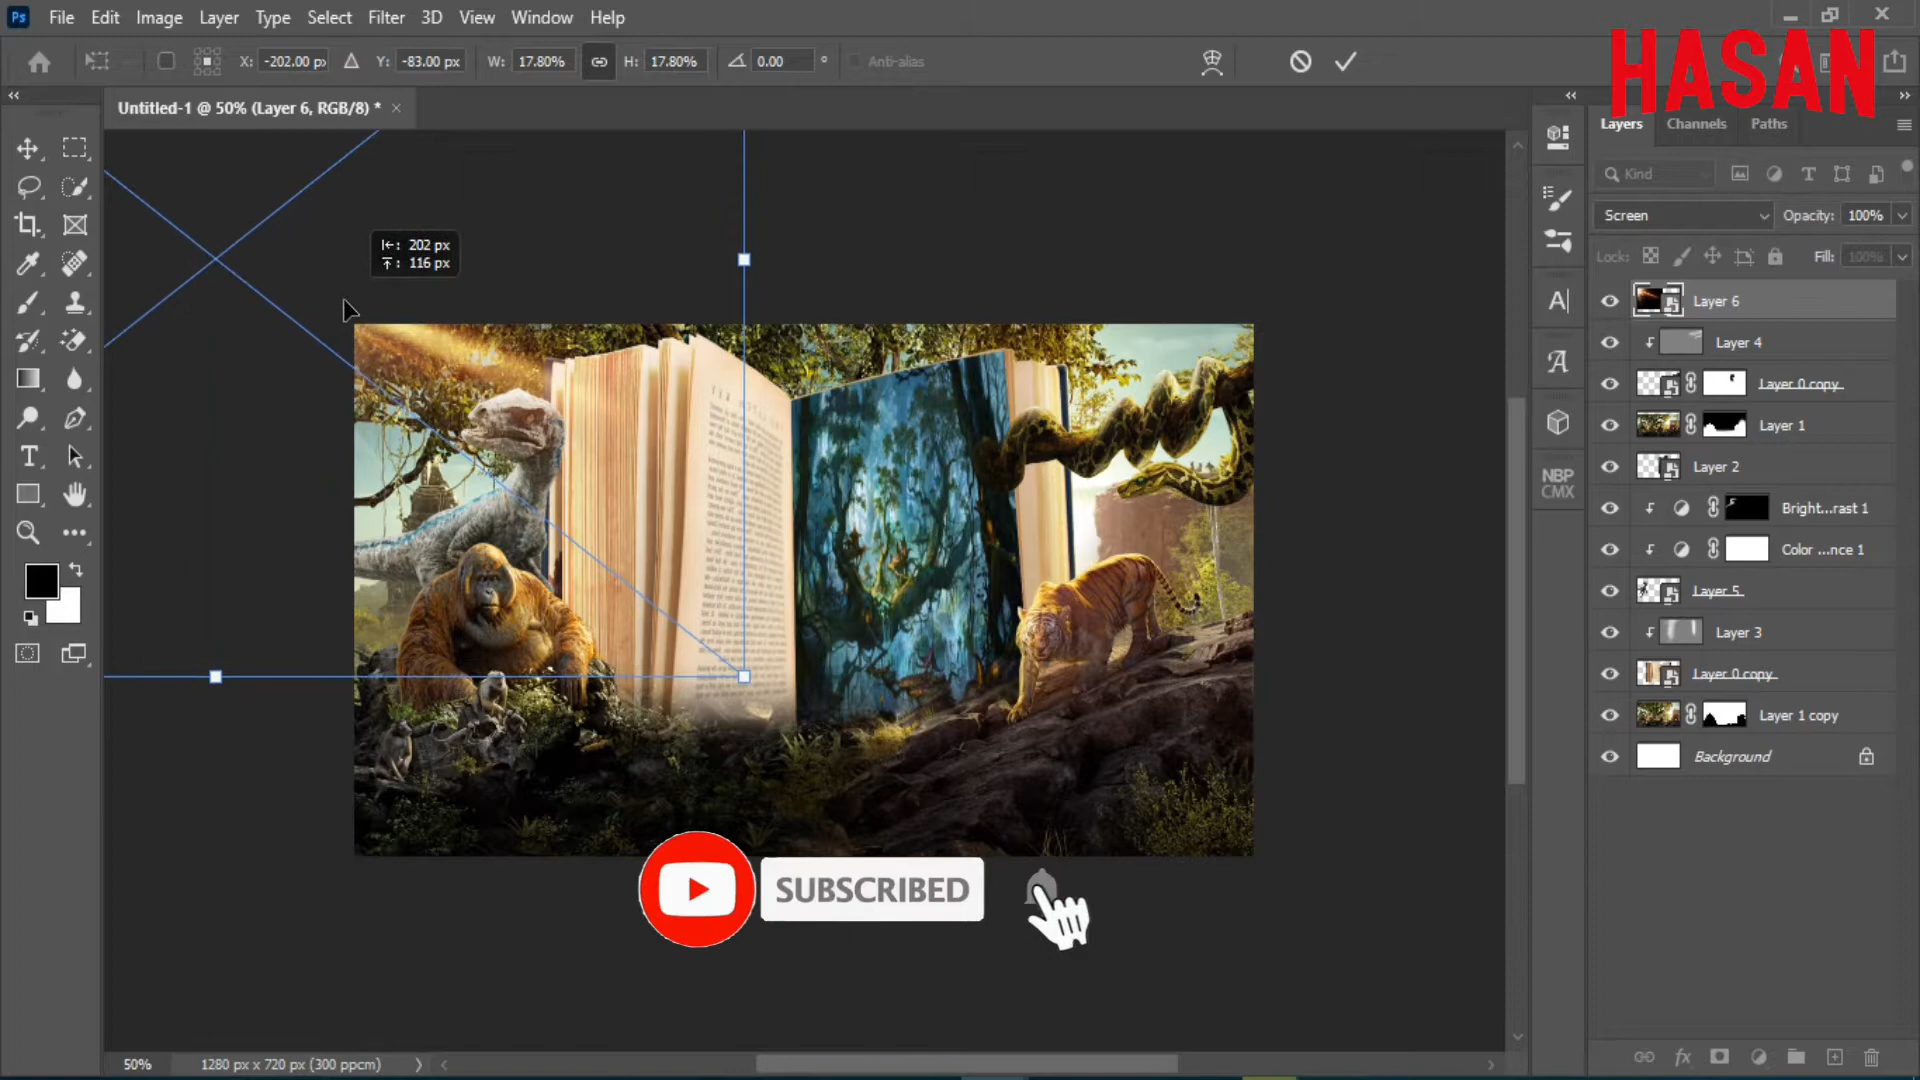 Ps File Edit Image Layer Type Select Filter 3D View Window Help
X: -202.00 px Y: -83.00 px W: 17.80% H: 17.80% 0.00 ° Anti-alias
HASAN
Untitled-1 @ 50% (Layer 6, RGB/8) * ×
Layers Channels Paths
Kind
Screen Opacity: 100%
Lock: Fill: 100%
202 px
116 px
Layer 6
Layer 4
Layer 0 copy
Layer 1
Layer 2
Bright...rast 1
Color ...nce 1
Layer 5
Layer 3
Layer 0 copy
Layer 1 copy
Background
NBP
CMX
SUBSCRIBED
50% 1280 px x 720 px (300 ppcm)